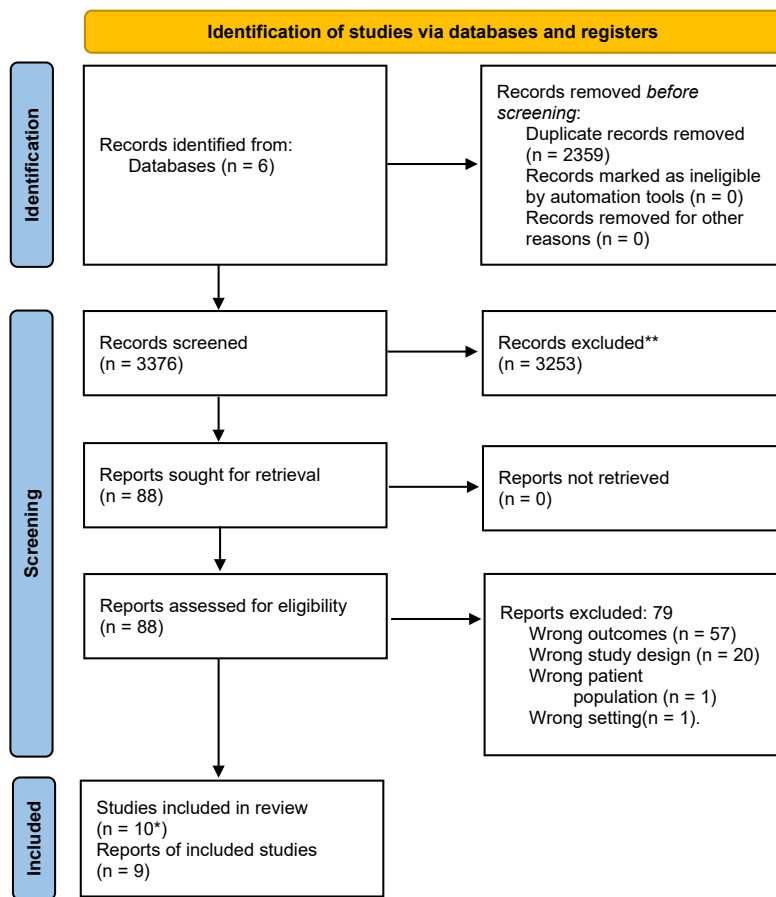 Identification of studies via databases and registers
Identification
Records identified from:
Databases (n = 6)
Records removed before
screening:
Duplicate records removed
(n = 2359)
Records marked as ineligible
by automation tools (n = 0)
Records removed for other
reasons (n = 0)
Screening
Records screened
(n = 3376)
Records excluded**
(n = 3253)
Reports sought for retrieval
(n = 88)
Reports not retrieved
(n = 0)
Reports assessed for eligibility
(n = 88)
Reports excluded: 79
Wrong outcomes (n = 57)
Wrong study design (n = 20)
Wrong patient
population (n = 1)
Wrong setting(n = 1).
Included
Studies included in review
(n = 10*)
Reports of included studies
(n = 9)